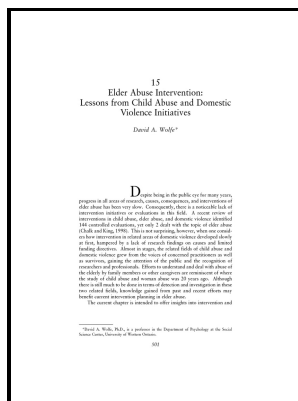 15
Elder Abuse Intervention:
Lessons from Child Abuse and Domestic
Violence Initiatives
David A. Wolfe*
Despite being in the public eye for many years,
progress in all areas of research, causes, consequences, and interventions of
elder abuse has been very slow. Consequently, there is a noticeable lack of
intervention initiatives or evaluations in this field. A recent review of
interventions in child abuse, elder abuse, and domestic violence identified
144 controlled evaluations, yet only 2 dealt with the topic of elder abuse
(Chalk and King, 1998). This is not surprising, however, when one consid-
ers how intervention in related areas of domestic violence developed slowly
at first, hampered by a lack of research findings on causes and limited
funding directives. Almost in stages, the related fields of child abuse and
domestic violence grew from the voices of concerned practitioners as well
as survivors, gaining the attention of the public and the recognition of
researchers and professionals. Efforts to understand and deal with abuse of
the elderly by family members or other caregivers are reminiscent of where
the study of child and woman abuse was 20 years ago. Although
there is still much to be done in terms of detection and investigation in these
two related fields, knowledge gained from past and recent efforts may
benefit current intervention planning in elder abuse.
The current chapter is intended to offer insights into intervention and
*David A. Wolfe, Ph.D., is a professor in the Department of Psychology at the Social
Science Centre, University of Western Ontario.
501